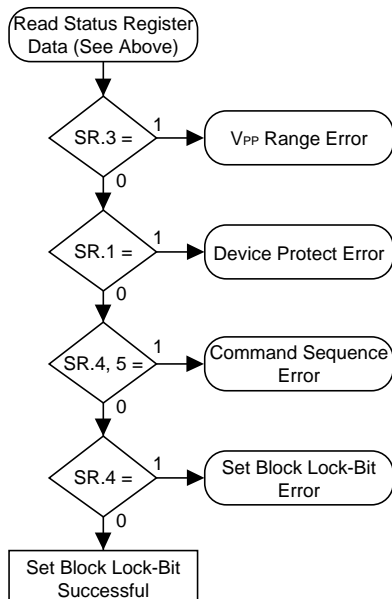 Read Status Register
Data (See Above)
SR.3 =
1
VPP Range Error
0
SR.1 =
1
Device Protect Error
0
SR.4, 5 =
1
Command Sequence
Error
0
SR.4 =
1
Set Block Lock-Bit
Error
0
Set Block Lock-Bit
Successful